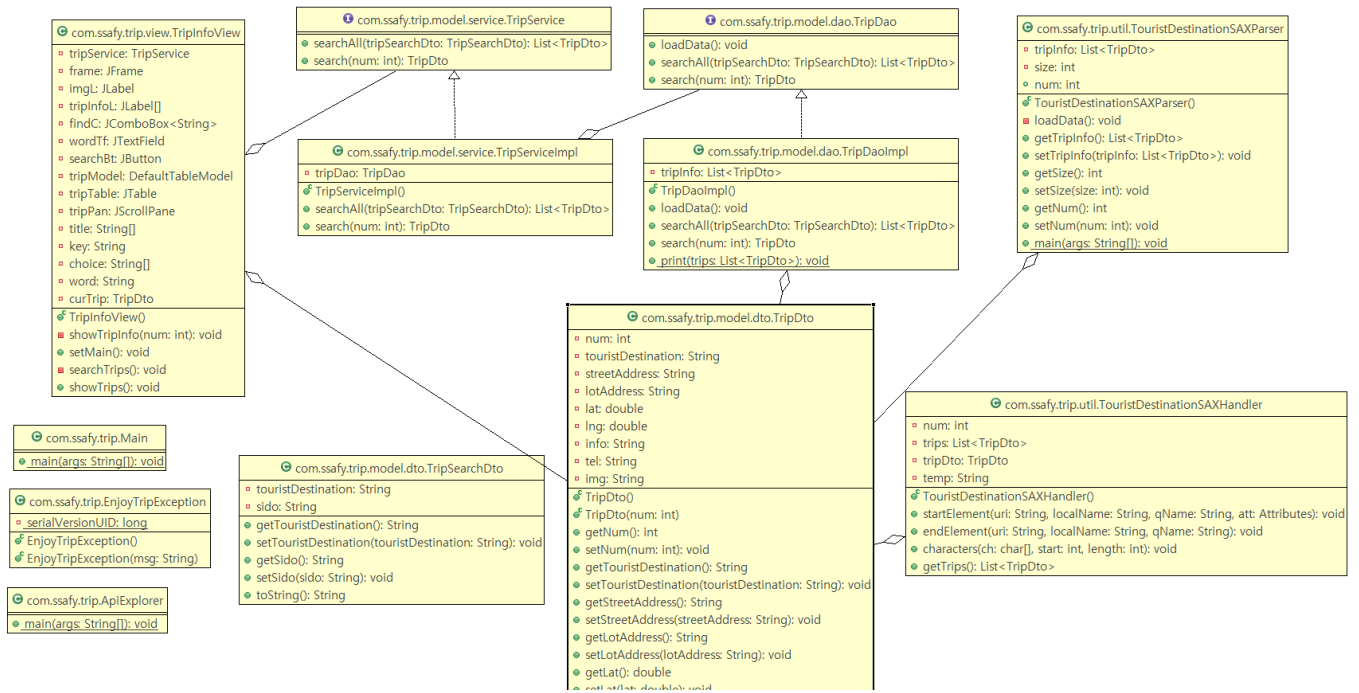 com.ssafy.trip.view.TripInfoView
tripService: TripService
frame: JFrame
imgL: JLabel
tripInfoL: JLabel[]
findC: JComboBox<String>
wordTf: JTextField
searchBt: JButton
tripModel: DefaultTableModel
tripTable: JTable
tripPan: JScrollPane
title: String[]
key: String
choice: String[]
word: String
curTrip: TripDto
TripInfoView()
showTripInfo(num: int): void
setMain(): void
searchTrips(): void
showTrips(): void
com.ssafy.trip.model.service.TripService
searchAll(tripSearchDto: TripSearchDto): List<TripDto>
search(num: int): TripDto
com.ssafy.trip.model.dao.TripDao
loadData(): void
searchAll(tripSearchDto: TripSearchDto): List<TripDto>
search(num: int): TripDto
com.ssafy.trip.util.TouristDestinationSAXParser
tripInfo: List<TripDto>
size: int
num: int
TouristDestinationSAXParser()
loadData(): void
getTripInfo(): List<TripDto>
setTripInfo(tripInfo: List<TripDto>): void
getSize(): int
setSize(size: int): void
getNum(): int
setNum(num: int): void
main(args: String[]): void
com.ssafy.trip.model.service.TripServiceImpl
tripDao: TripDao
TripServiceImpl()
searchAll(tripSearchDto: TripSearchDto): List<TripDto>
search(num: int): TripDto
com.ssafy.trip.model.dao.TripDaoImpl
tripInfo: List<TripDto>
TripDaoImpl()
loadData(): void
searchAll(tripSearchDto: TripSearchDto): List<TripDto>
search(num: int): TripDto
print(trips: List<TripDto>): void
com.ssafy.trip.model.dto.TripDto
num: int
touristDestination: String
streetAddress: String
lotAddress: String
lat: double
lng: double
info: String
tel: String
img: String
TripDto()
TripDto(num: int)
getNum(): int
setNum(num: int): void
getTouristDestination(): String
setTouristDestination(touristDestination: String): void
getStreetAddress(): String
setStreetAddress(streetAddress: String): void
getLotAddress(): String
setLotAddress(lotAddress: String): void
getLat(): double
setLat(lat: double): void
com.ssafy.trip.util.TouristDestinationSAXHandler
num: int
trips: List<TripDto>
tripDto: TripDto
temp: String
TouristDestinationSAXHandler()
startElement(uri: String, localName: String, qName: String, att: Attributes): void
endElement(uri: String, localName: String, qName: String): void
characters(ch: char[], start: int, length: int): void
getTrips(): List<TripDto>
com.ssafy.trip.Main
main(args: String[]): void
com.ssafy.trip.EnjoyTripException
serialVersionUID: long
EnjoyTripException()
EnjoyTripException(msg: String)
com.ssafy.trip.ApiExplorer
main(args: String[]): void
com.ssafy.trip.model.dto.TripSearchDto
touristDestination: String
sido: String
getTouristDestination(): String
setTouristDestination(touristDestination: String): void
getSido(): String
setSido(sido: String): void
toString(): String